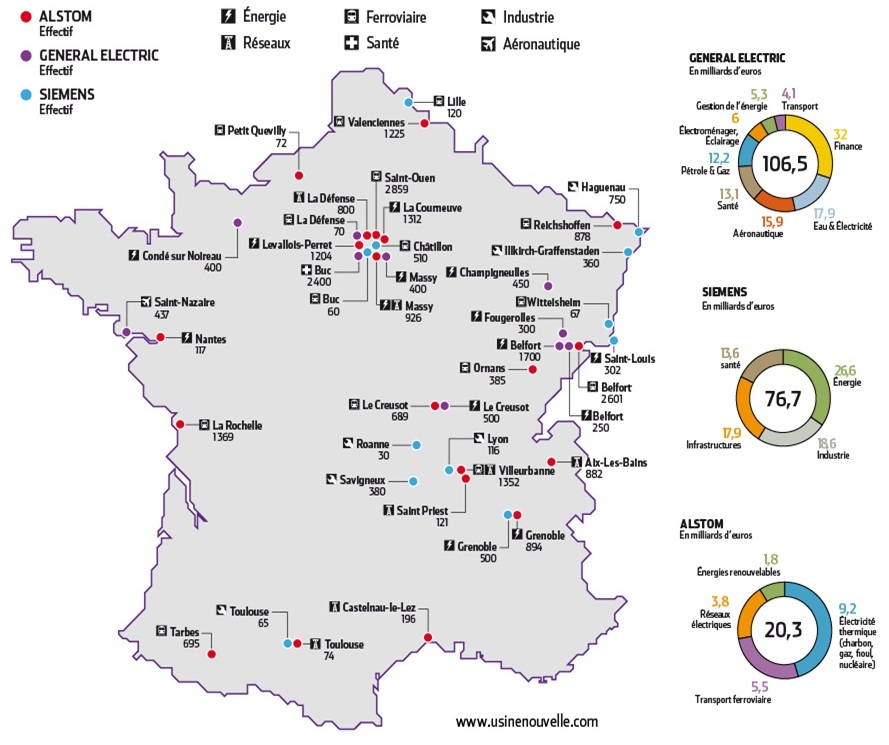 ALSTOM
Effectif
GENERAL ELECTRIC
Effectif
SIEMENS
Effectif
Énergie
Réseaux
Ferroviaire
Santé
Industrie
Aéronautique
Lille
120
Valenciennes
1225
Petit Quevilly
72
Saint-Ouen
2859
La Défense
800
La Courneuve
1312
La Défense
70
Levallois-Perret
1204
Châtillon
510
Buc
2400
Massy
400
Buc
60
Massy
926
Condé sur Noireau
400
Haguenau
750
Reichshoffen
878
Illkirch-Graffenstaden
360
Champigneulles
450
Wittelsheim
67
Fougerolles
300
Belfort
1700
Saint-Louis
302
Ornans
385
Belfort
2601
Belfort
250
Saint-Nazaire
437
Nantes
117
La Rochelle
1369
Le Creusot
689
Le Creusot
500
Roanne
30
Lyon
116
Savigneux
380
Villeurbanne
1352
Aix-Les-Bains
882
Saint Priest
121
Grenoble
500
Grenoble
894
Castelnau-le-Lez
196
Toulouse
65
Toulouse
74
Tarbes
695
www.usinenouvelle.com
GENERAL ELECTRIC
En milliards d'euros
5,3
Gestion de l'énergie
4,1
Transport
6
Électroménager,
Éclairage
32
Finance
12,2
Pétrole & Gaz
106,5
13,1
Santé
15,9
Aéronautique
17,9
Eau & Électricité
SIEMENS
En milliards d'euros
13,6
santé
26,6
Énergie
76,7
17,9
Infrastructures
18,6
Industrie
ALSTOM
En milliards d'euros
1,8
Énergies renouvelables
3,8
Réseaux
électriques
20,3
9,2
Électricité
thermique
(charbon,
gaz, fioul,
nucléaire)
5,5
Transport ferroviaire